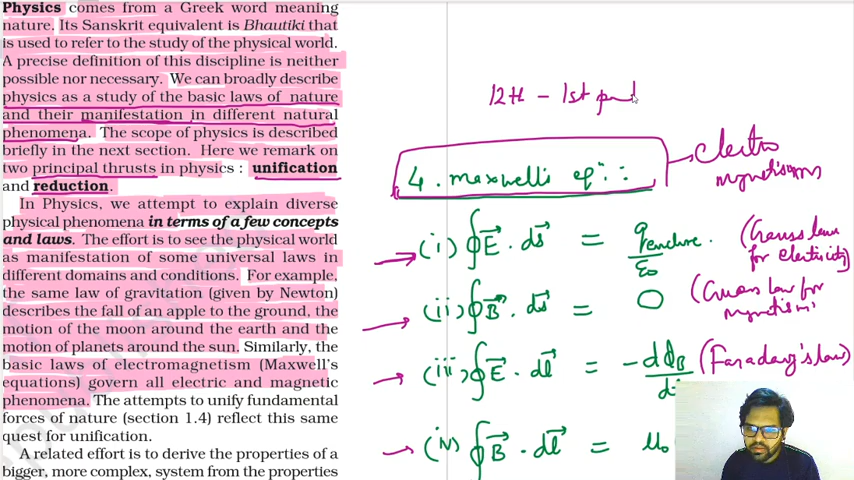 Physics comes from a Greek word meaning
nature. Its Sanskrit equivalent is Bhautiki that
is used to refer to the study of the physical world.
A precise definition of this discipline is neither
possible nor necessary. We can broadly describe
physics as a study of the basic laws of nature
and their manifestation in different natural
phenomena. The scope of physics is described
briefly in the next section. Here we remark on
two principal thrusts in physics : unification
and reduction.
In Physics, we attempt to explain diverse
physical phenomena in terms of a few concepts
and laws. The effort is to see the physical world
as manifestation of some universal laws in
different domains and conditions. For example,
the same law of gravitation (given by Newton)
describes the fall of an apple to the ground, the
motion of the moon around the earth and the
motion of planets around the sun. Similarly, the
basic laws of electromagnetism (Maxwell's
equations) govern all electric and magnetic
phenomena. The attempts to unify fundamental
forces of nature (section 1.4) reflect this same
quest for unification.
A related effort is to derive the properties of a
bigger, more complex, system from the properties
12th - 1st
4. maxwell's eqⁿ :
electro
magnetism
(i) ∮E⃗ · ds⃗ = q /ε₀ (Gauss law for electricity)
(ii) ∮B⃗ · ds⃗ = 0 (Gauss law for magnetism)
(iii) ∮E⃗ · dl⃗ = -dϕB/ (Faraday's law)
(iv) ∮B⃗ · dl⃗ = μ₀